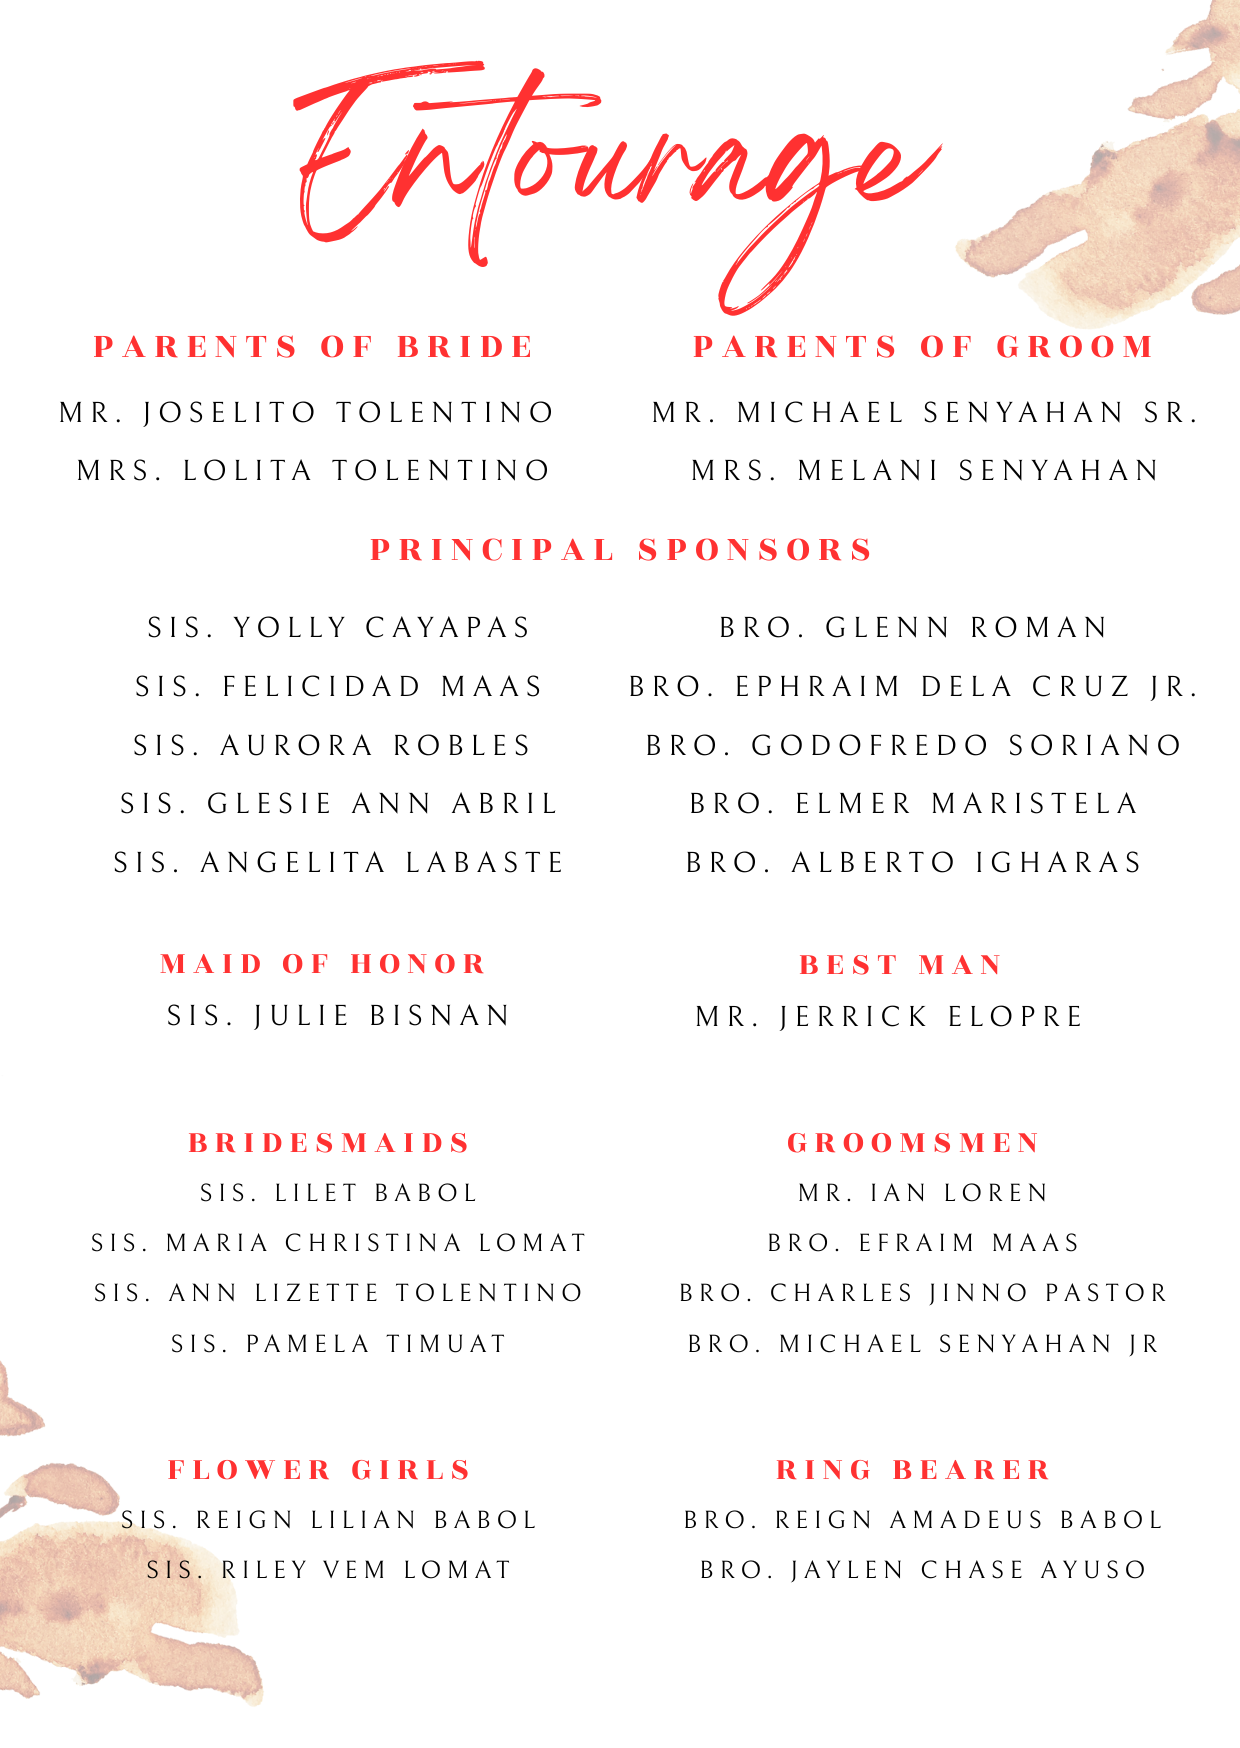 Entourage
PARENTS OF BRIDE
MR. JOSELITO TOLENTINO
MRS. LOLITA TOLENTINO
PARENTS OF GROOM
MR. MICHAEL SENYAHAN SR.
MRS. MELANI SENYAHAN
PRINCIPAL SPONSORS
SIS. YOLLY CAYAPAS
SIS. FELICIDAD MAAS
SIS. AURORA ROBLES
SIS. GLESIE ANN ABRIL
SIS. ANGELITA LABASTE
BRO. GLENN ROMAN
BRO. EPHRAIM DELA CRUZ JR.
BRO. GODOFREDO SORIANO
BRO. ELMER MARISTELA
BRO. ALBERTO IGHARAS
MAID OF HONOR
SIS. JULIE BISNAN
BEST MAN
MR. JERRICK ELOPRE
BRIDESMAIDS
SIS. LILET BABOL
SIS. MARIA CHRISTINA LOMAT
SIS. ANN LIZETTE TOLENTINO
SIS. PAMELA TIMUAT
GROOMSMEN
MR. IAN LOREN
BRO. EFRAIM MAAS
BRO. CHARLES JINNO PASTOR
BRO. MICHAEL SENYAHAN JR
FLOWER GIRLS
SIS. REIGN LILIAN BABOL
SIS. RILEY VEM LOMAT
RING BEARER
BRO. REIGN AMADEUS BABOL
BRO. JAYLEN CHASE AYUSO